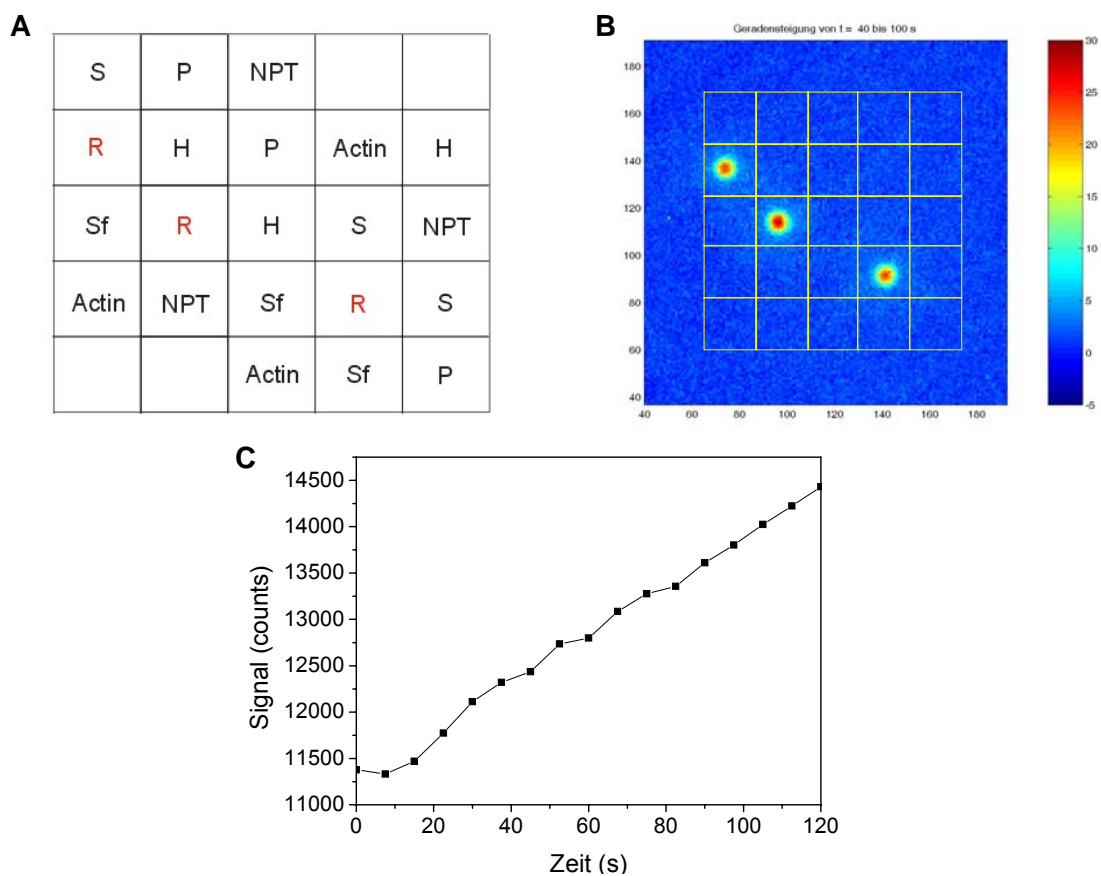 A
S P NPT
R H P Actin H
Sf R H S NPT
Actin NPT Sf R S
Actin Sf P
B
Geradensteigung von t = 40 bis 100 s
180
160
140
120
100
80
60
40
40 60 80 100 120 140 160 180
30
25
20
15
10
5
0
-5
C
Signal (counts)
14500
14000
13500
13000
12500
12000
11500
11000
0 20 40 60 80 100 120
Zeit (s)